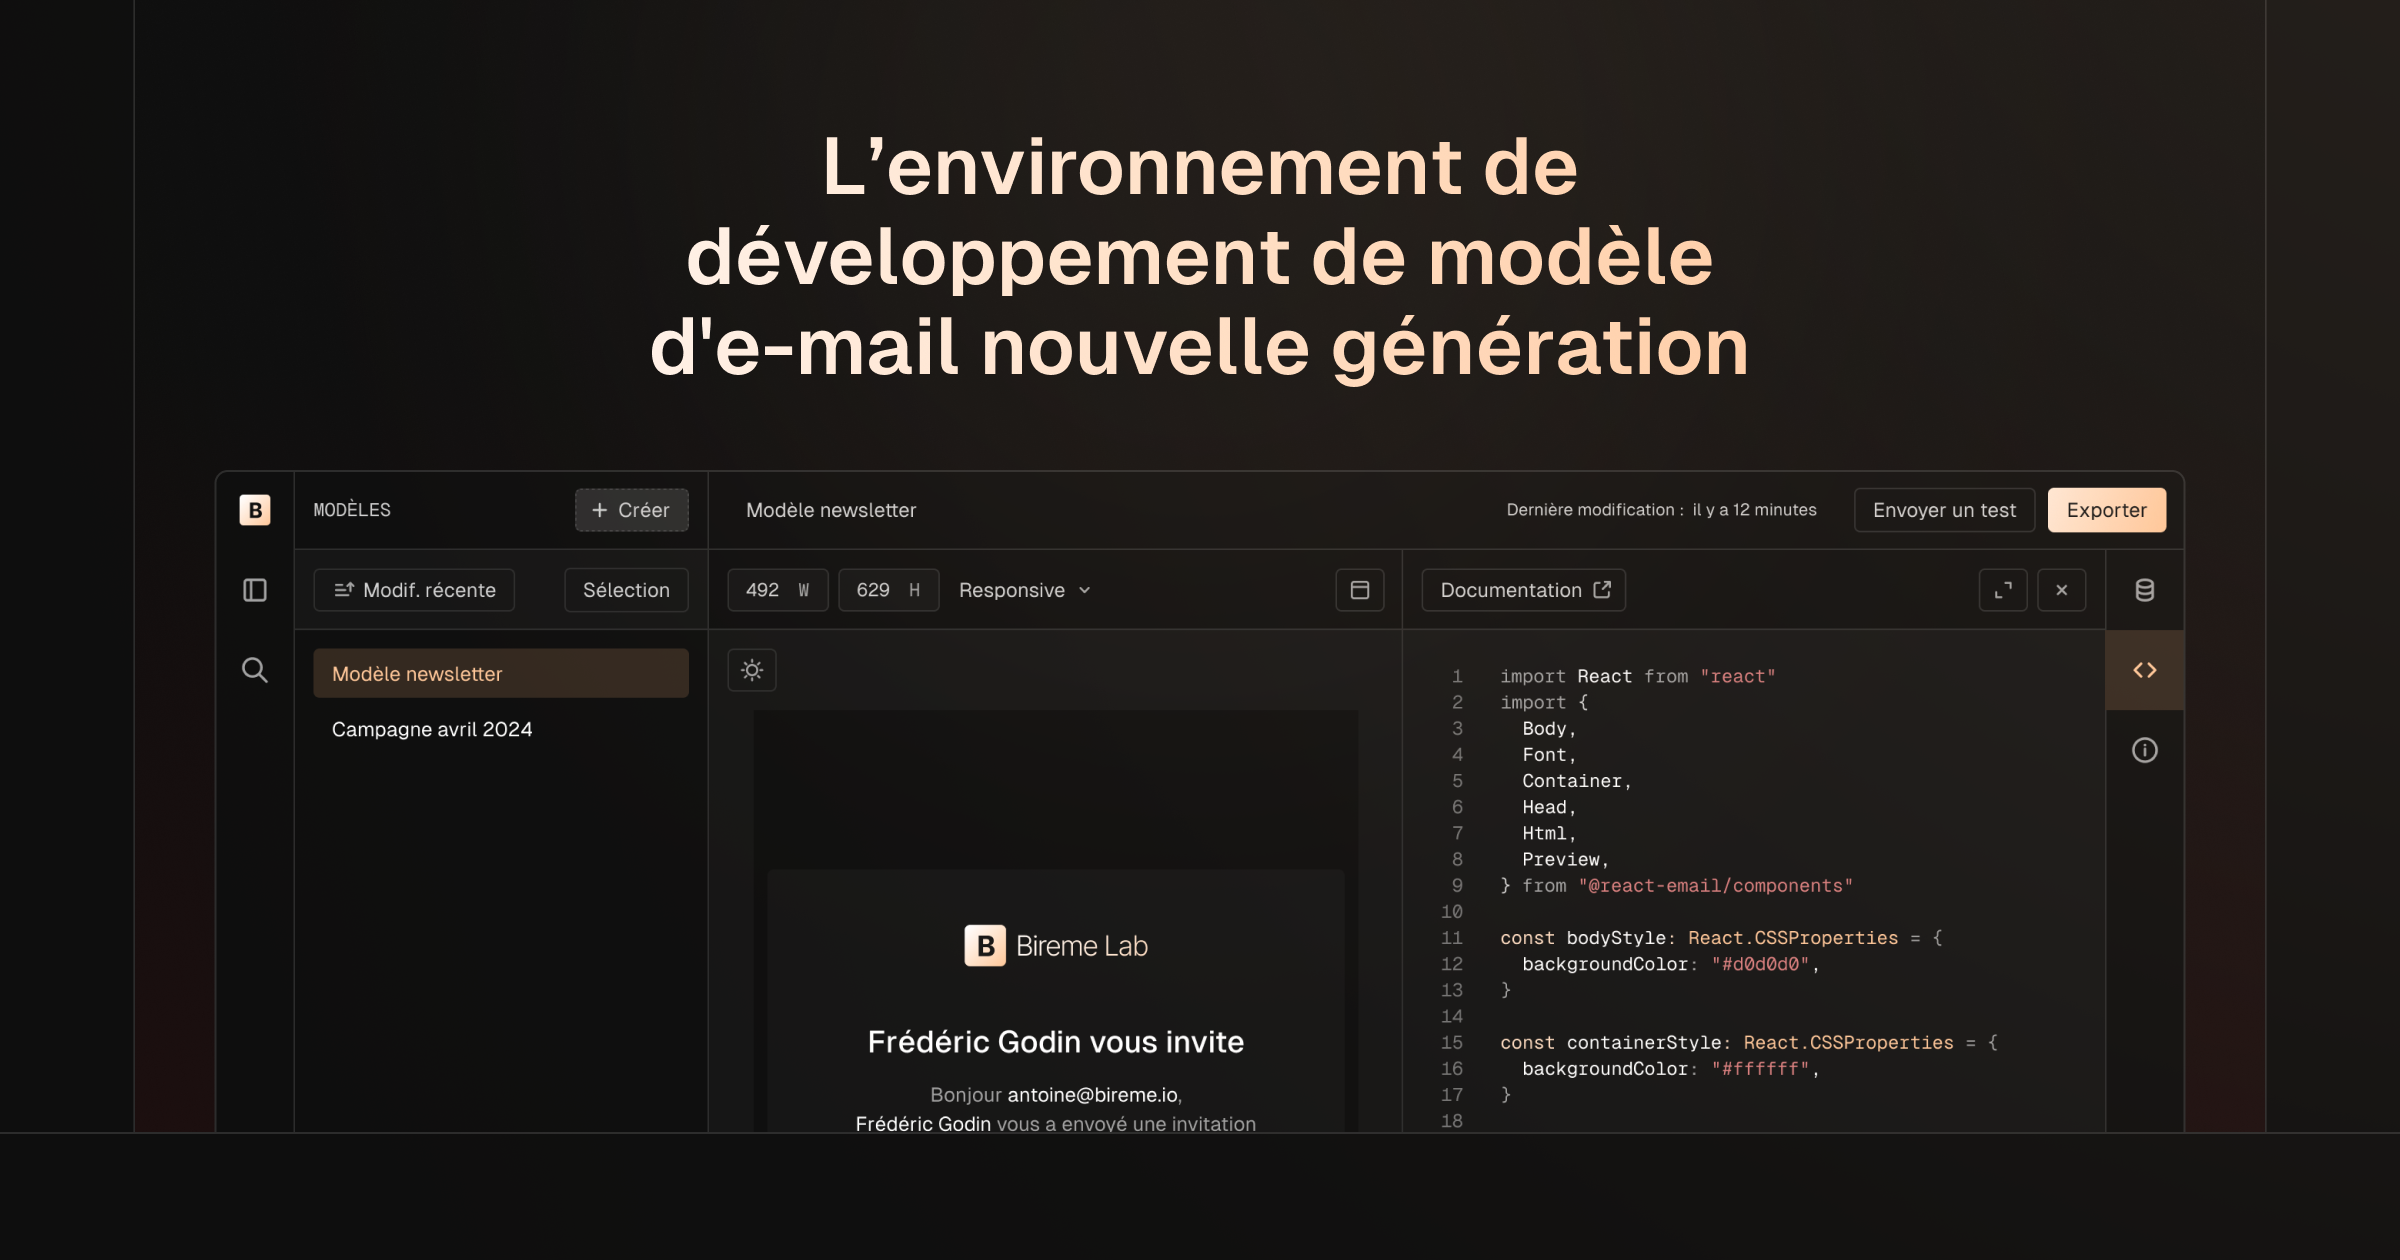 L’environnement de
développement de modèle
d'e-mail nouvelle génération
B
MODÈLES
+ Créer
Modèle newsletter
Dernière modification : il y a 12 minutes
Envoyer un test
Exporter
Modif. récente
Sélection
492 W
629 H
Responsive
Documentation
Modèle newsletter
Campagne avril 2024
B Bireme Lab
Frédéric Godin vous invite
Bonjour antoine@bireme.io,
Frédéric Godin vous a envoyé une invitation
1 import React from "react"
2 import {
3 Body,
4 Font,
5 Container,
6 Head,
7 Html,
8 Preview,
9 } from "@react-email/components"
10
11 const bodyStyle: React.CSSProperties = {
12 backgroundColor: "#d0d0d0",
13 }
14
15 const containerStyle: React.CSSProperties = {
16 backgroundColor: "#ffffff",
17 }
18